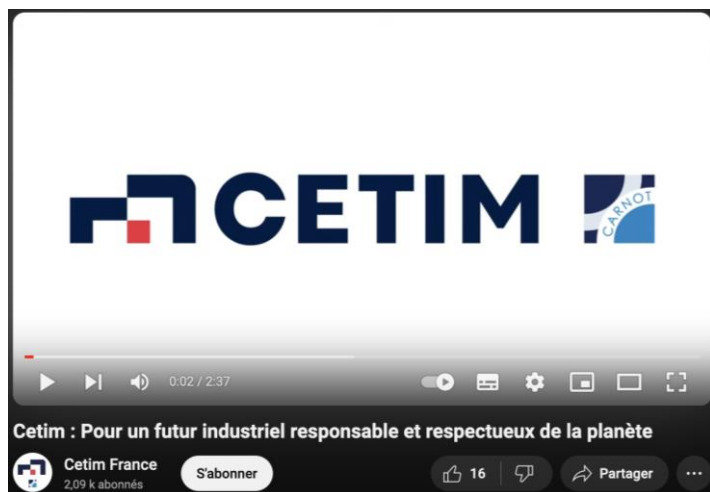 CETIM
CARNOT
0:02 / 2:37
Cetim : Pour un futur industriel responsable et respectueux de la planète
Cetim France
2,09 k abonnés
S'abonner
16
Partager